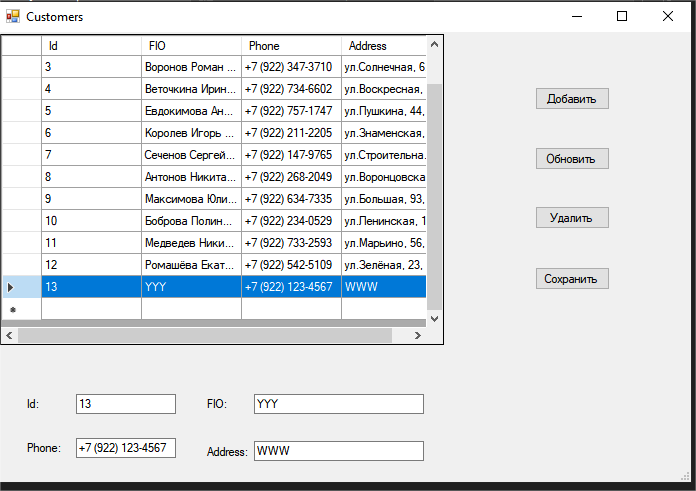 Customers
Id FIO Phone Address
3 Воронов Роман ... +7 (922) 347-3710 ул.Солнечная, 6
4 Веточкина Ирин... +7 (922) 734-6602 ул.Воскресная,
5 Евдокимова Ан... +7 (922) 757-1747 ул.Пушкина, 44,
6 Королев Игорь ... +7 (922) 211-2205 ул.Знаменская,
7 Сеченов Сергей... +7 (922) 147-9765 ул.Строительна
8 Антонов Никита... +7 (922) 268-2049 ул.Воронцовска
9 Максимова Юли... +7 (922) 634-7335 ул.Большая, 93,
10 Боброва Полин... +7 (922) 234-0529 ул.Ленинская, 1
11 Медведев Ники... +7 (922) 733-2593 ул.Марьино, 56,
12 Ромашёва Екат... +7 (922) 542-5109 ул.Зелёная, 23,
13 YYY +7 (922) 123-4567 WWW
Добавить
Обновить
Удалить
Сохранить
Id: 13 FIO: YYY
Phone: +7 (922) 123-4567 Address: WWW